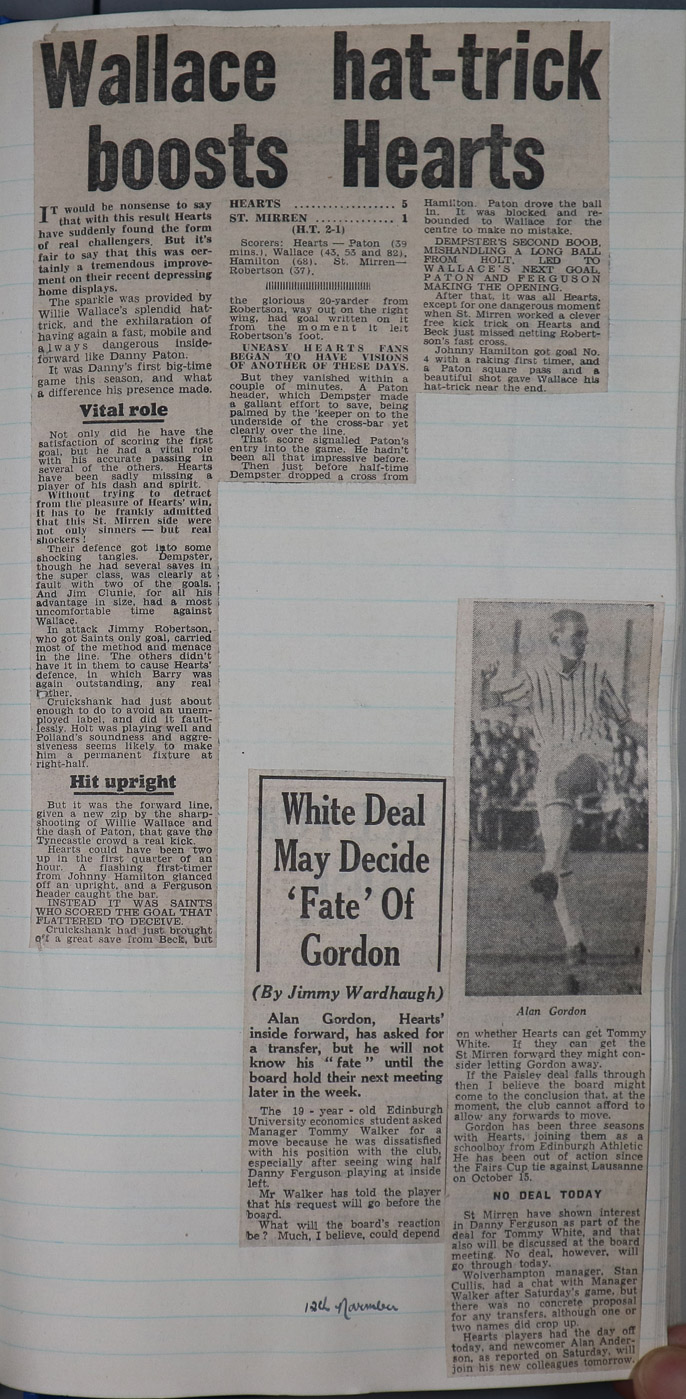 Wallace hat-trick
boosts Hearts
IT would be nonsense to say
that with this result Hearts
have suddenly found the form
of real challengers. But it's
fair to say that this was cer-
tainly a tremendous improve-
ment on their recent depressing
home displays.
The sparkle was provided by
Willie Wallace's splendid hat-
trick, and the exhilaration of
having again a fast, mobile and
always dangerous inside-
forward like Danny Paton.
It was Danny's first big-time
game this season, and what
a difference his presence made.
Vital role
Not only did he have the
satisfaction of scoring the first
goal, but he had a vital role
with his accurate passing in
several of the others. Hearts
have been sadly missing a
player of his dash and spirit.
Without trying to detract
from the pleasure of Hearts' win,
it has to be frankly admitted
that this St. Mirren side were
not only sinners — but real
shockers!
Their defence got into some
shocking tangles. Dempster,
though he had several saves in
the super class, was clearly at
fault with two of the goals.
And Jim Clunie, for all his
advantage in size, had a most
uncomfortable time against
Wallace.
In attack Jimmy Robertson,
who got Saints only goal, carried
most of the method and menace
in the line. The others didn't
have it in them to cause Hearts'
defence, in which Barry was
again outstanding, any real
bother.
Cruickshank had just about
enough to do to avoid an unem-
ployed label, and did it fault-
lessly. Holt was playing well and
Polland's soundness and aggre-
siveness seems likely to make
him a permanent fixture at
right-half.
Hit upright
But it was the forward line,
given a new zip by the sharp-
shooting of Willie Wallace and
the dash of Paton, that gave the
Tynecastle crowd a real kick.
Hearts could have been two
up in the first quarter of an
hour. A flashing first-timer
from Johnny Hamilton glanced
off an upright, and a Ferguson
header caught the bar.
INSTEAD IT WAS SAINTS
WHO SCORED THE GOAL THAT
FLATTERED TO DECEIVE.
Cruickshank had just brought
off a great save from Beck, but
HEARTS ................ 5
ST. MIRREN ............. 1
(H.T. 2-1)
Scorers: Hearts — Paton (39
mins.), Wallace (43, 53 and 82),
Hamilton (68). St. Mirren—
Robertson (37).
the glorious 20-yarder from
Robertson, way out on the right
wing, had goal written on it
from the moment it left
Robertson's foot.
UNEASY HEARTS FANS
BEGAN TO HAVE VISIONS
OF ANOTHER OF THESE DAYS.
But they vanished within a
couple of minutes. A Paton
header, which Dempster made
a gallant effort to save, being
palmed by the 'keeper on to the
underside of the cross-bar yet
clearly over the line.
That score signalled Paton's
entry into the game. He hadn't
been all that impressive before.
Then just before half-time
Dempster dropped a cross from
Hamilton. Paton drove the ball
in. It was blocked and re-
bounded to Wallace for the
centre to make no mistake.
DEMPSTER'S SECOND BOOB,
MISHANDLING A LONG BALL
FROM HOLT, LED TO
WALLACE'S NEXT GOAL,
PATON AND FERGUSON
MAKING THE OPENING.
After that, it was all Hearts,
except for one dangerous moment
when St. Mirren worked a clever
free kick trick on Hearts and
Beck just missed netting Robert-
son's fast cross.
Johnny Hamilton got goal No.
4 with a raking first timer, and
a Paton square pass and a
beautiful shot gave Wallace his
hat-trick near the end.
White Deal
May Decide
'Fate' Of
Gordon
(By Jimmy Wardhaugh)
Alan Gordon, Hearts'
inside forward, has asked for
a transfer, but he will not
know his "fate" until the
board hold their next meeting
later in the week.
The 19-year-old Edinburgh
University economics student asked
Manager Tommy Walker for a
move because he was dissatisfied
with his position with the club,
especially after seeing wing half
Danny Ferguson playing at inside
left.
Mr Walker has told the player
that his request will go before the
board.
What will the board's reaction
be? Much, I believe, could depend
Alan Gordon
on whether Hearts can get Tommy
White. If they can get the
St Mirren forward they might con-
sider letting Gordon away.
If the Paisley deal falls through
then I believe the board might
come to the conclusion that, at the
moment, the club cannot afford to
allow any forwards to move.
Gordon has been three seasons
with Hearts, joining them as a
schoolboy from Edinburgh Athletic
He has been out of action since
the Fairs Cup tie against Lausanne
on October 15.
NO DEAL TODAY
St Mirren have shown interest
in Danny Ferguson as part of the
deal for Tommy White, and that
also will be discussed at the board
meeting. No deal, however, will
go through today.
Wolverhampton manager, Stan
Cullis, had a chat with Manager
Walker after Saturday's game, but
there was no concrete proposal
for any transfers, although one or
two names did crop up.
Hearts players had the day off
today, and newcomer Alan Ander-
son, as reported on Saturday, will
join his new colleagues tomorrow.
12th November